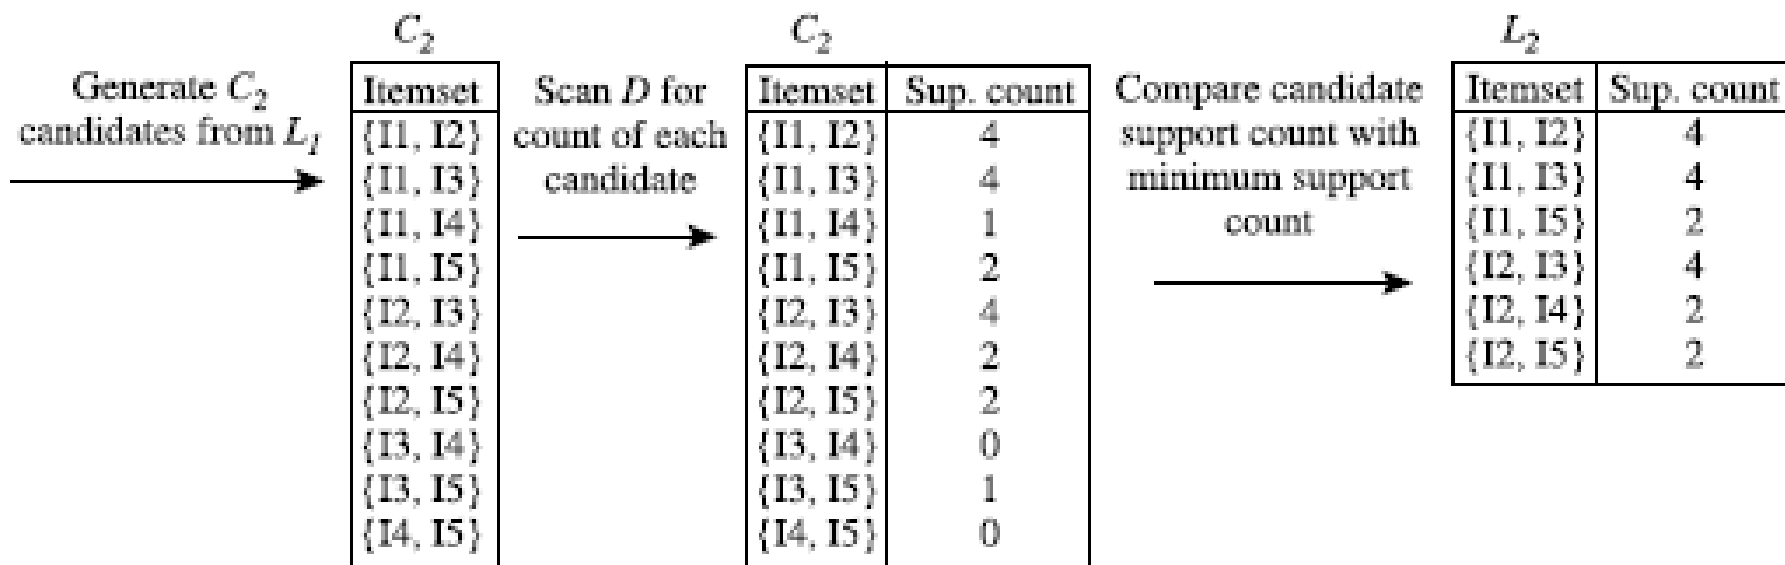 C2
C2
L2
Generate C2
candidates from L1
Itemset
{I1, I2}
{I1, I3}
{I1, I4}
{I1, I5}
{I2, I3}
{I2, I4}
{I2, I5}
{I3, I4}
{I3, I5}
{I4, I5}
Scan D for
count of each
candidate
Itemset Sup. count
{I1, I2} 4
{I1, I3} 4
{I1, I4} 1
{I1, I5} 2
{I2, I3} 4
{I2, I4} 2
{I2, I5} 2
{I3, I4} 0
{I3, I5} 1
{I4, I5} 0
Compare candidate
support count with
minimum support
count
Itemset Sup. count
{I1, I2} 4
{I1, I3} 4
{I1, I5} 2
{I2, I3} 4
{I2, I4} 2
{I2, I5} 2